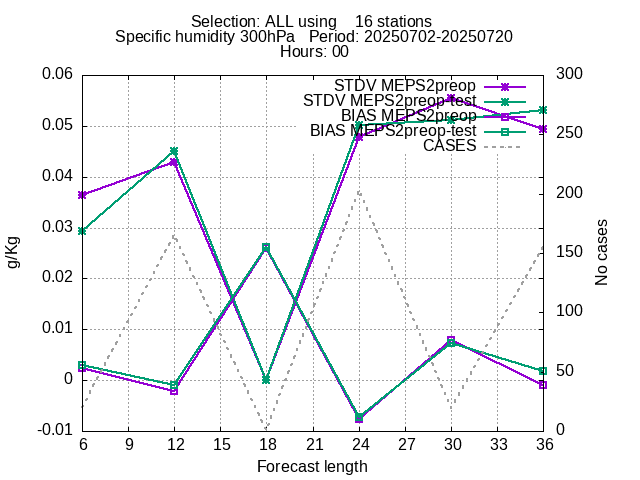 Selection: ALL using    16 stations
Specific humidity 300hPa   Period: 20250702-20250720
Hours: 00
STDV MEPS2preop
STDV MEPS2preop-test
BIAS MEPS2preop
BIAS MEPS2preop-test
CASES
0.06
0.05
0.04
0.03
0.02
0.01
0
-0.01
g/Kg
300
250
200
150
100
50
0
No cases
6 9 12 15 18 21 24 27 30 33 36
Forecast length